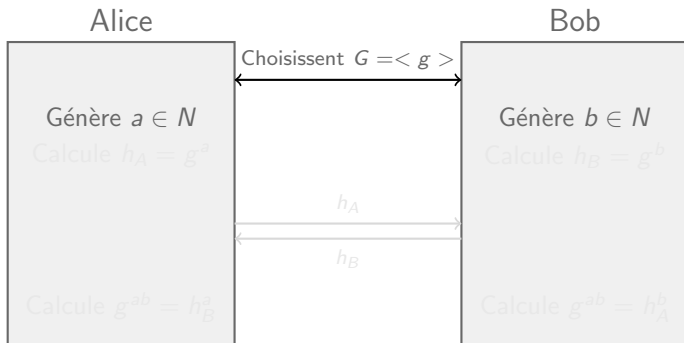 Alice
Bob
Choisissent G =< g >
Génère a ∈ N
Génère b ∈ N
Calcule h_A = g^a
Calcule h_B = g^b
h_A
h_B
Calcule g^{ab} = h_B^a
Calcule g^{ab} = h_A^b